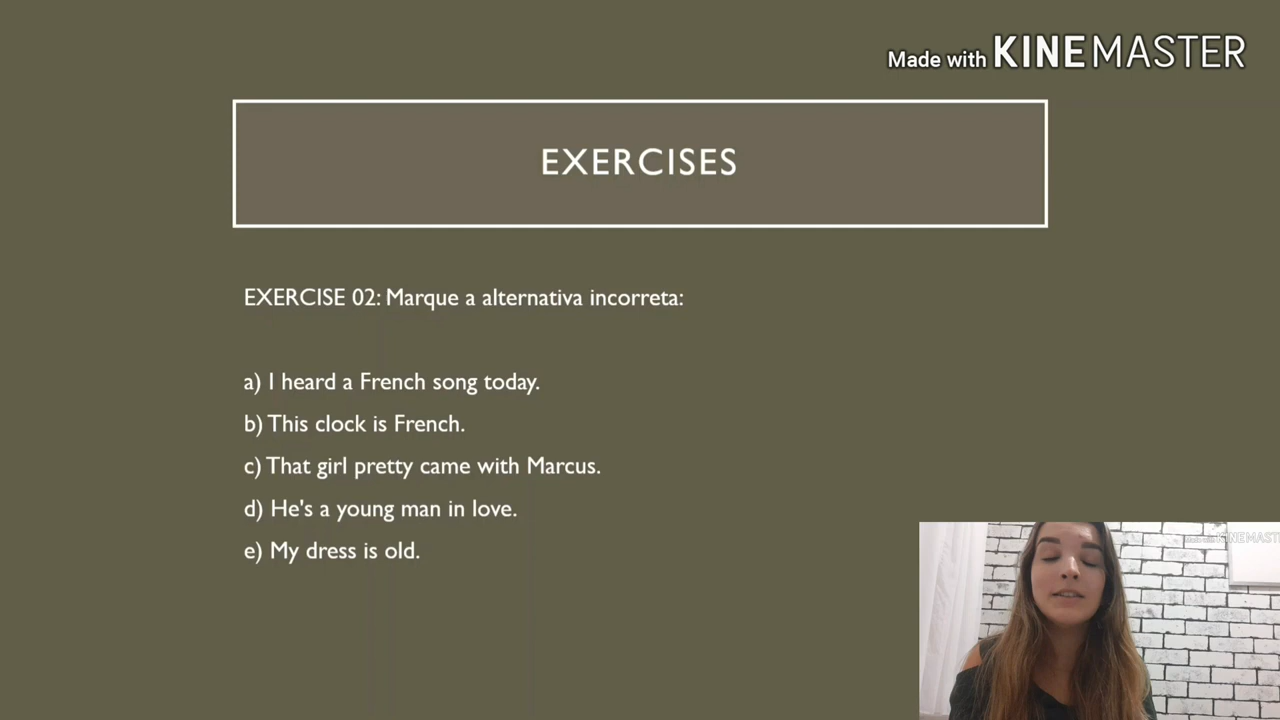 Made with KINEMASTER
EXERCISES
EXERCISE 02: Marque a alternativa incorreta:
a) I heard a French song today.
b) This clock is French.
c) That girl pretty came with Marcus.
d) He's a young man in love.
e) My dress is old.